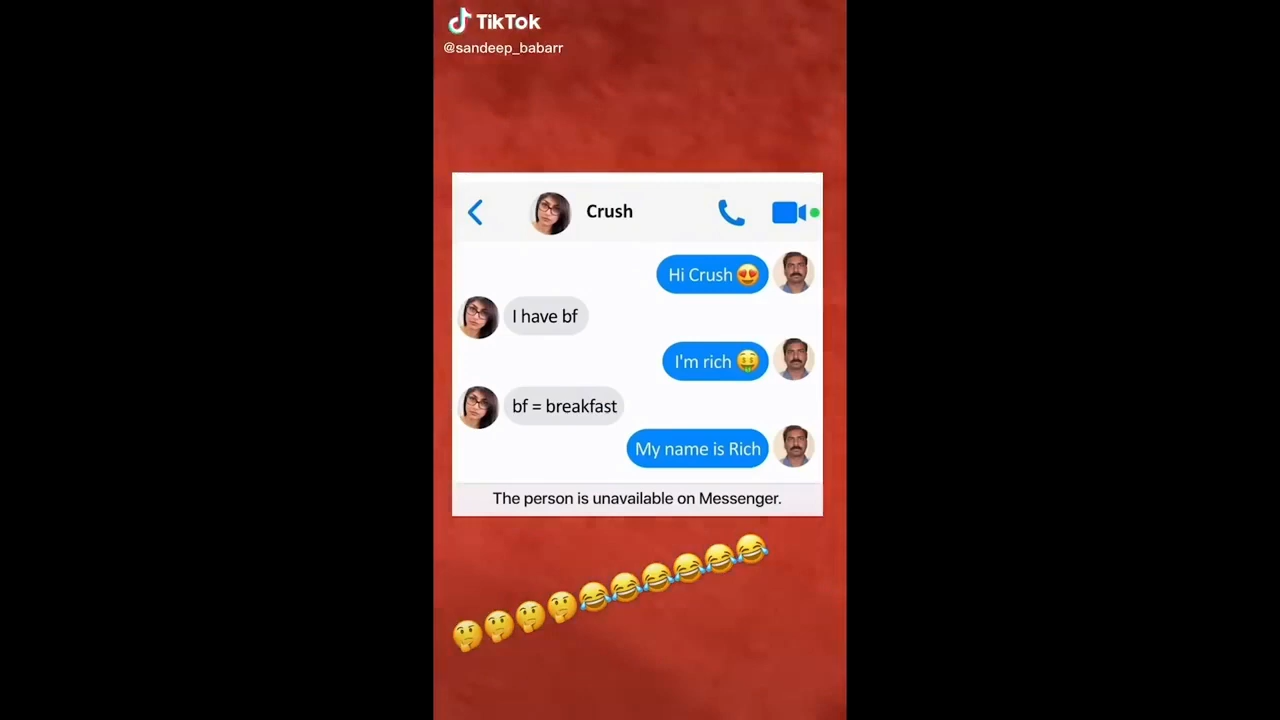 TikTok
@sandeep_babarr
Crush
Hi Crush 😍
I have bf
I'm rich 🤑
bf = breakfast
My name is Rich
The person is unavailable on Messenger.
🤔🤔🤔🤔😂😂😂😂😂😂